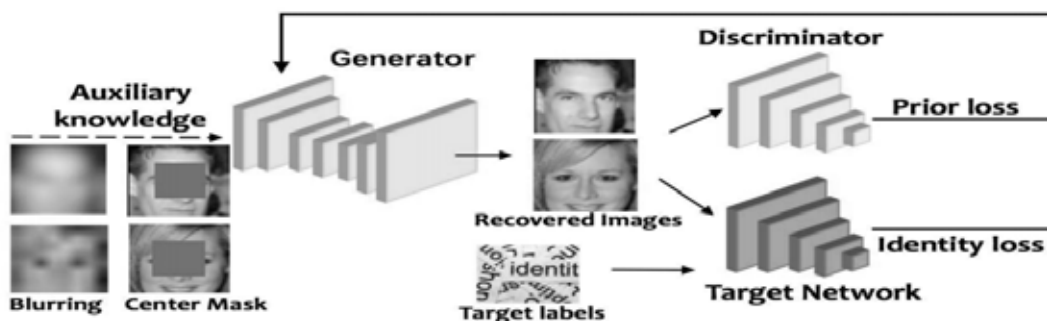 Generator
Discriminator
Auxiliary
knowledge
Prior loss
Recovered Images
Identity loss
identit
Blurring
Center Mask
Target labels
Target Network